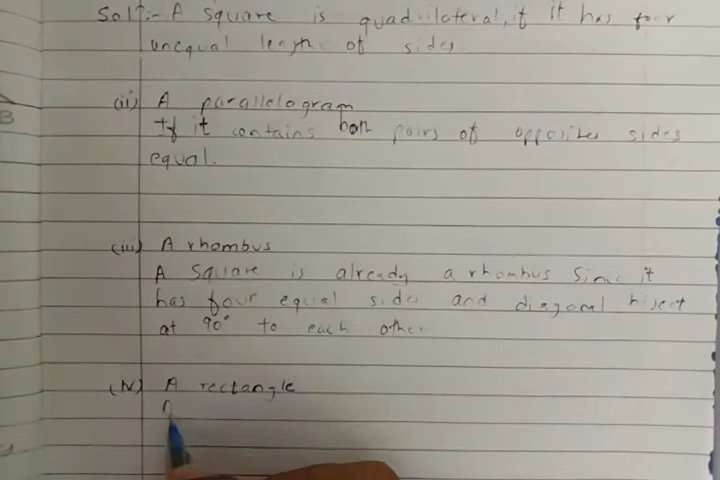 Solⁿ:- A square is quadrilateral, if it has four
unequal length of sides.
(ii) A parallelogram
If it contains both pairs of opposites sides
equal.
B
(iii) A rhombus
A square is already a rhombus since it
has four equal sides and diagonal bisect
at 90° to each other.
(iv) A rectangle